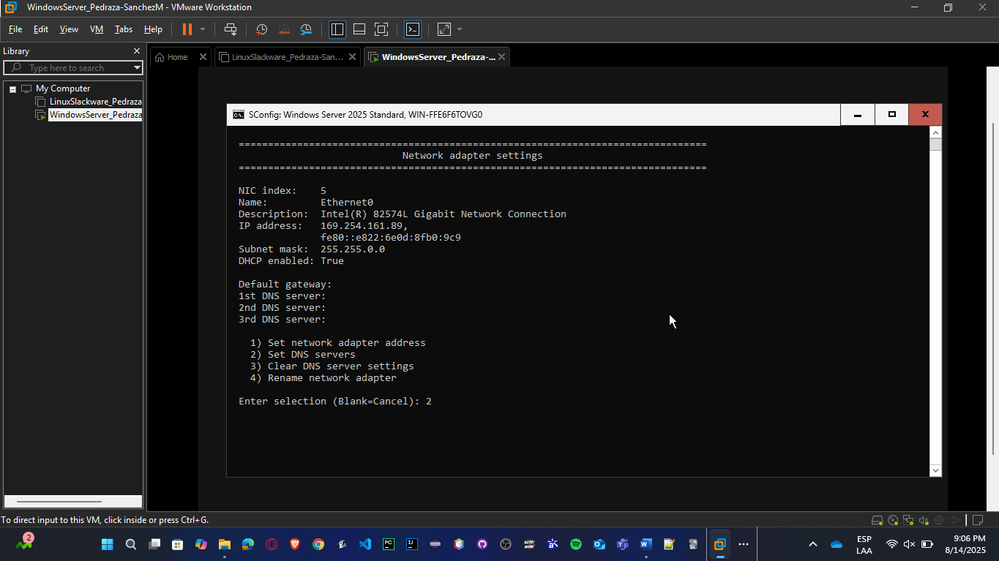 WindowsServer_Pedraza-SanchezM - VMware Workstation
File Edit View VM Tabs Help
Library
Type here to search
My Computer
LinuxSlackware_Pedraza
WindowsServer_Pedraza
Home
LinuxSlackware_Pedraza-San...
WindowsServer_Pedraza-...
SConfig: Windows Server 2025 Standard, WIN-FFE6F6TOVG0
================================================================================
Network adapter settings
================================================================================
NIC index: 5
Name: Ethernet0
Description: Intel(R) 82574L Gigabit Network Connection
IP address: 169.254.161.89,
fe80::e822:6e0d:8fb0:9c9
Subnet mask: 255.255.0.0
DHCP enabled: True
Default gateway:
1st DNS server:
2nd DNS server:
3rd DNS server:
1) Set network adapter address
2) Set DNS servers
3) Clear DNS server settings
4) Rename network adapter
Enter selection (Blank=Cancel): 2
To direct input to this VM, click inside or press Ctrl+G.
2
ESP
LAA
9:06 PM
8/14/2025